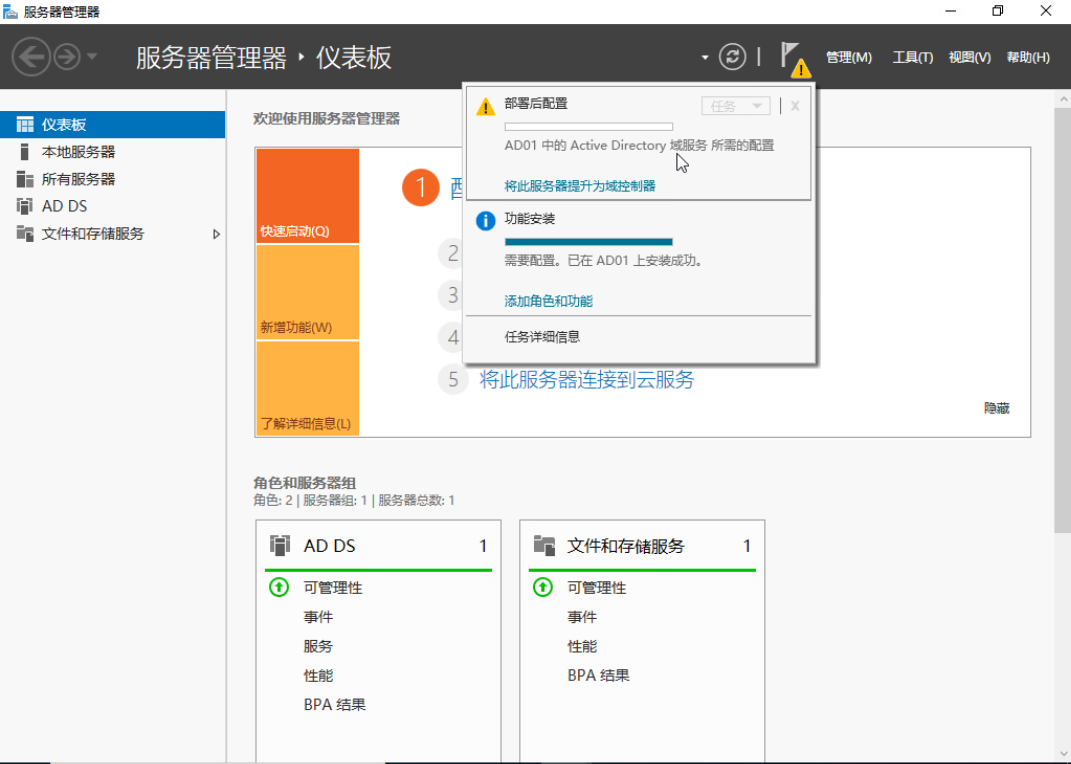 服务器管理器
服务器管理器 · 仪表板
管理(M) 工具(T) 视图(V) 帮助(H)
仪表板
本地服务器
所有服务器
AD DS
文件和存储服务
欢迎使用服务器管理器
快速启动(Q)
新增功能(W)
了解详细信息(L)
1
2
3
4
5 将此服务器连接到云服务
隐藏
部署后配置
任务
X
AD01 中的 Active Directory 域服务 所需的配置
将此服务器提升为域控制器
功能安装
需要配置。已在 AD01 上安装成功。
添加角色和功能
任务详细信息
角色和服务器组
角色: 2 | 服务器组: 1 | 服务器总数: 1
AD DS 1
可管理性
事件
服务
性能
BPA 结果
文件和存储服务 1
可管理性
事件
性能
BPA 结果